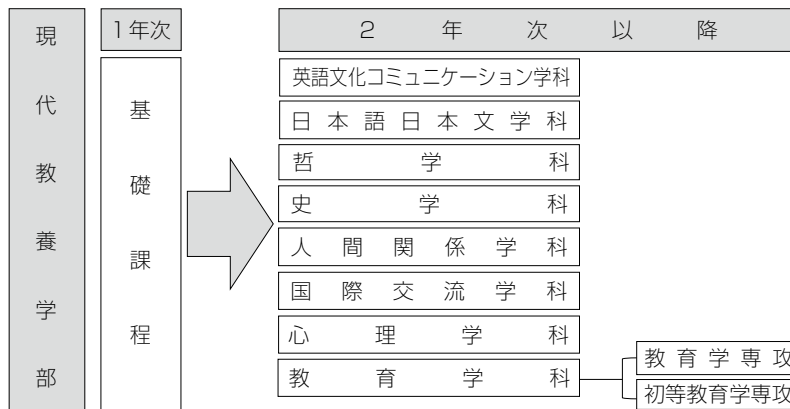 現代教養学部
1年次
基礎課程
2年次以降
英語文化コミュニケーション学科
日本語日本文学科
哲学科
史学科
人間関係学科
国際交流学科
心理学科
教育学科
教育学専攻
初等教育学専攻